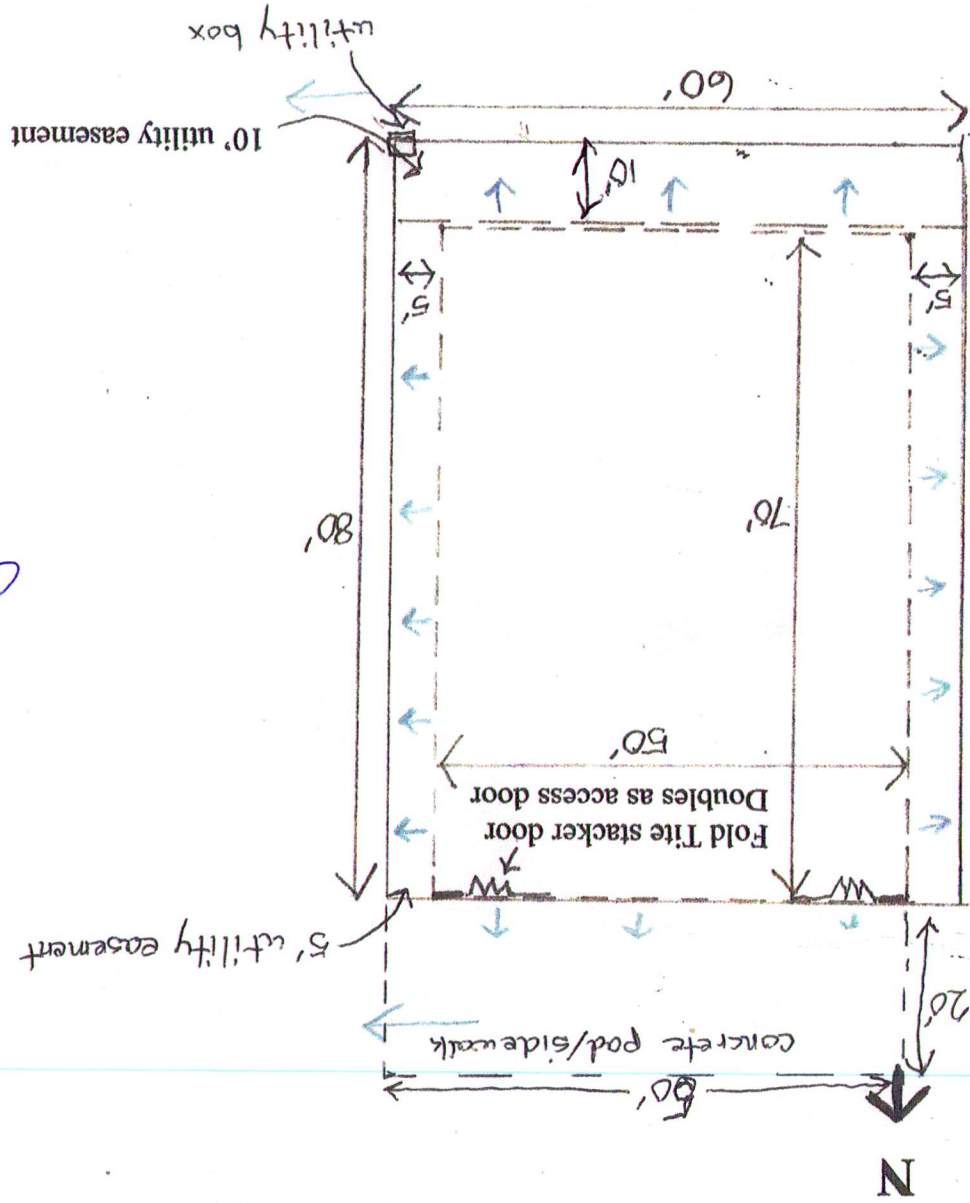 N
concrete pad/sidewalk
20'
5' utility easement
Fold Tite stacker door
Doubles as access door
50'
80'
70'
5'
5'
10'
10' utility easement
60'
utility box